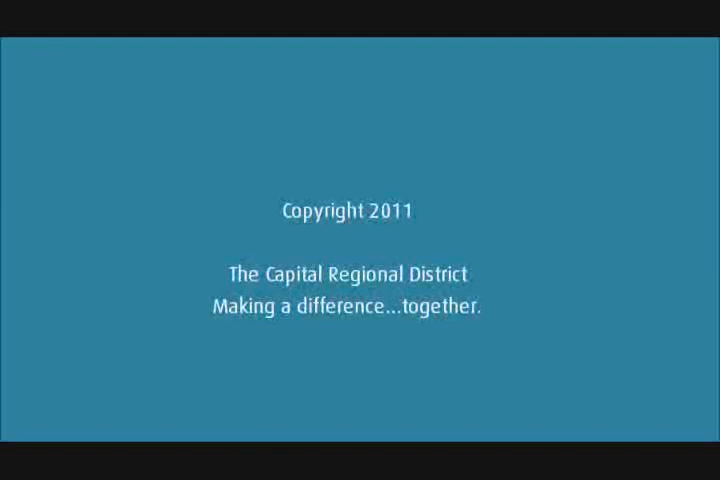 Copyright 2011
The Capital Regional District
Making a difference...together.